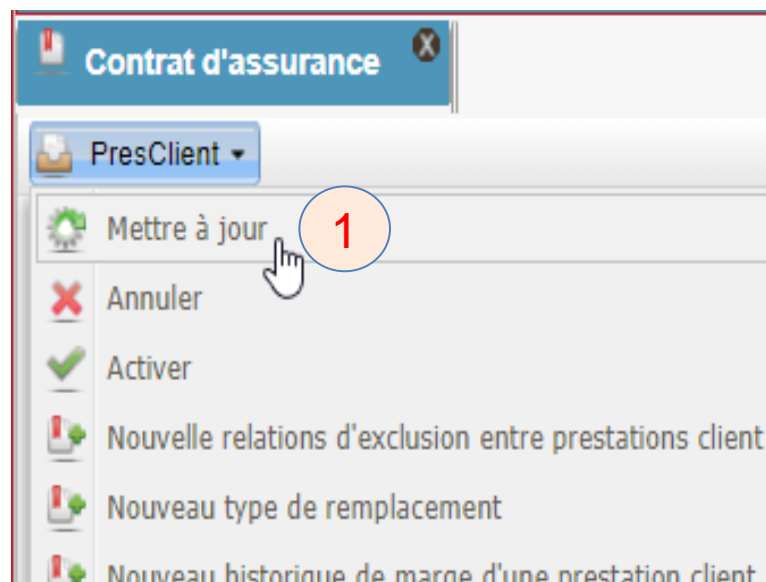 Contrat d'assurance
PresClient
Mettre à jour
1
Annuler
Activer
Nouvelle relations d'exclusion entre prestations client
Nouveau type de remplacement
Nouveau historique de marge d'une prestation client